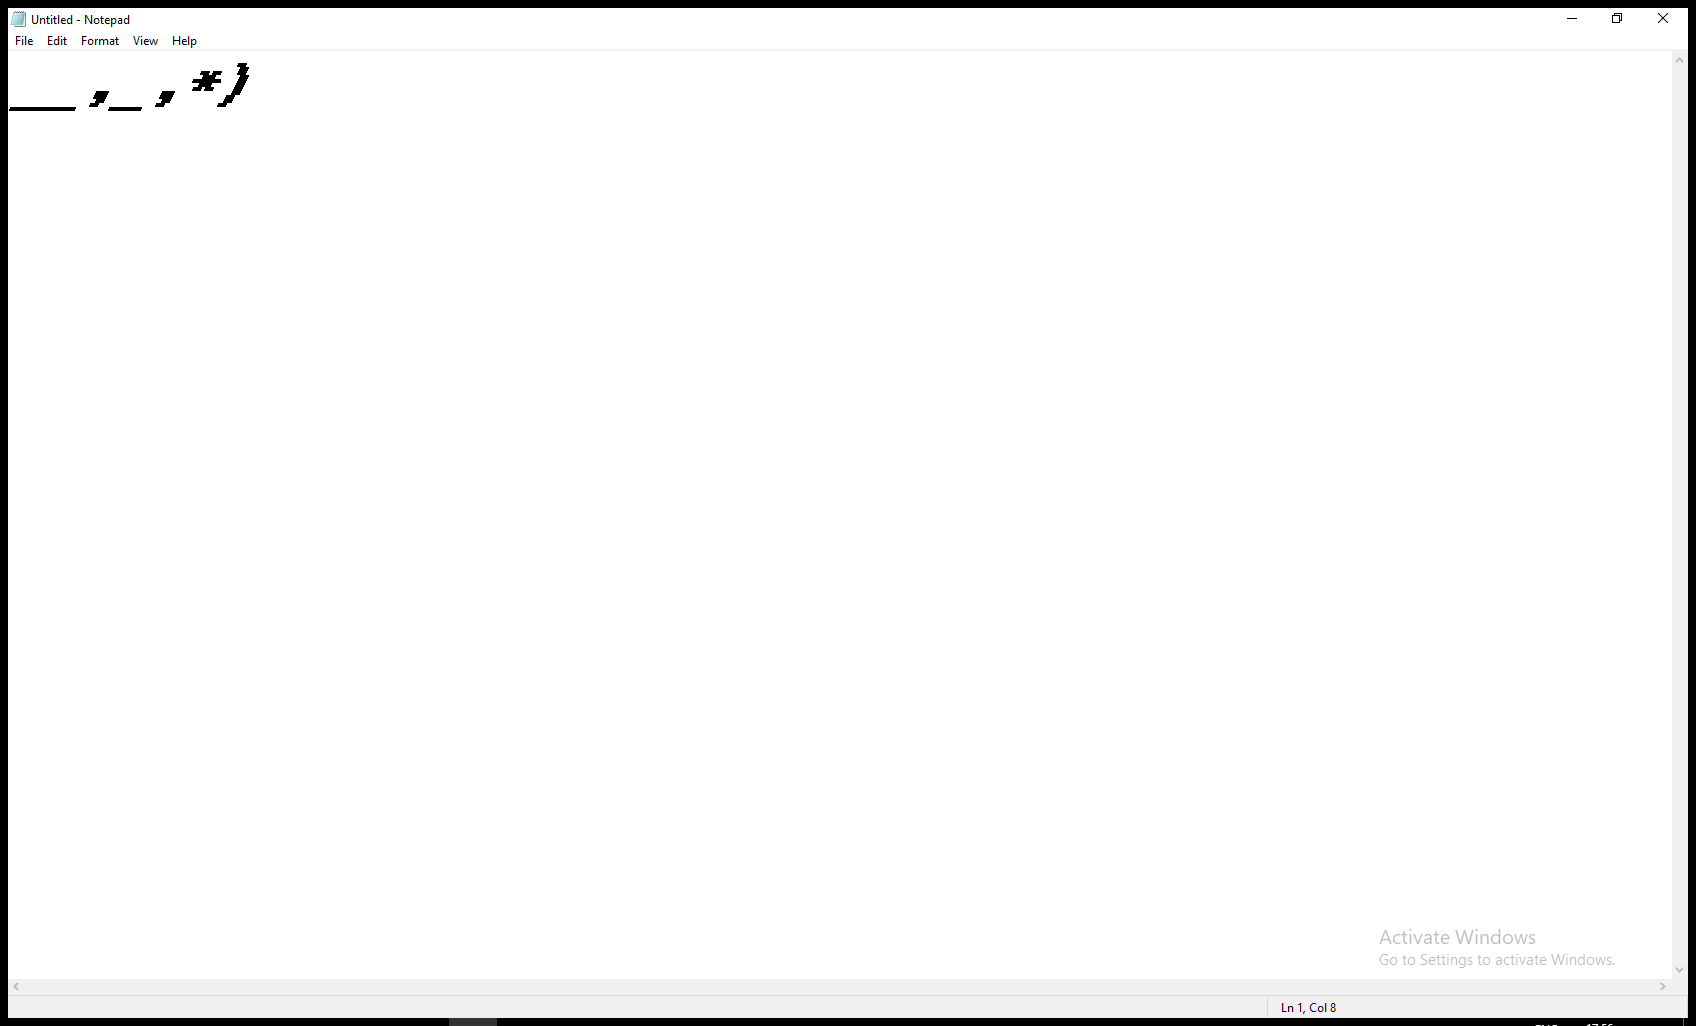 Untitled - Notepad
File Edit Format View Help
__,_,*)
Activate Windows
Go to Settings to activate Windows.
Ln 1, Col 8